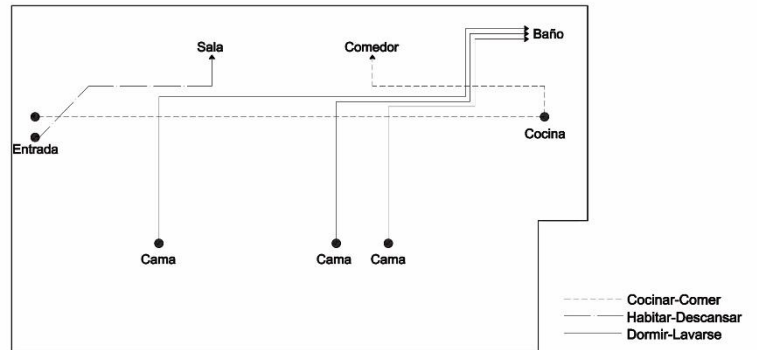 Sala
Comedor
Baño
Entrada
Cocina
Cama
Cama
Cama
Cocinar-Comer
Habitar-Descansar
Dormir-Lavarse